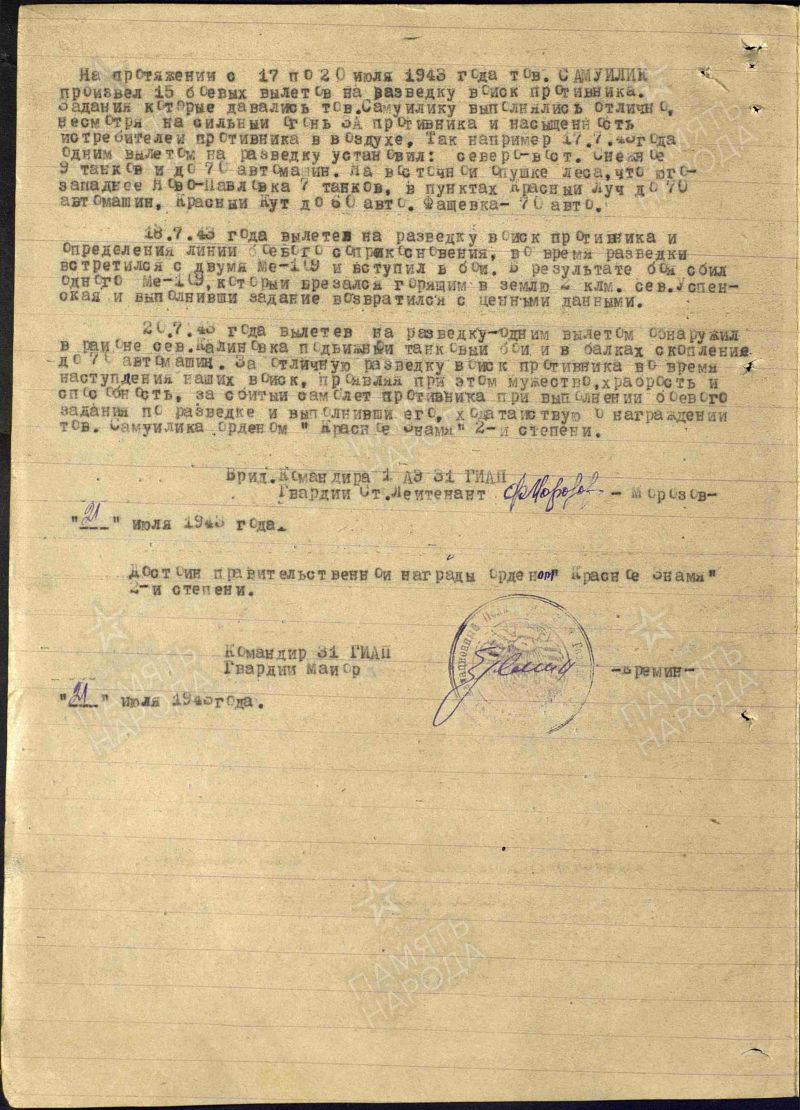 На протяжении с 17 по 20 июля 1943 года тов. САМУИЛИК
произвел 15 боевых вылетов на разведку войск противника.
Задания которые давались тов.Самуилику выполнялись отлично,
несмотря на сильный огонь ЗА противника и насыщенность
истребителей противника в воздухе. Так например 17.7.43года
одним вылетом на разведку установил: северо-вост. Снежное
9 танков и до 70 автомашин. На восточной опушке леса,что юго-
западнее Ново-Павловка 7 танков, в пунктах Красный Луч до 70
автомашин, Красный Кут до 60 авто. Фащевка- 70 авто.
18.7.43 года вылетев на разведку войск противника и
определения линии боевого соприкосновения, во время разведки
встретился с двумя Ме-109 и вступил в бой. В результате боя сбил
одного Ме-109,который врезался горящим в землю 2 клм. сев.Успен-
ская и выполнивши задание возвратился с ценными данными.
20.7.43 года вылетев на разведку-одним вылетом обнаружил
в районе сев.Калиновка подвижный танковый бой и в балках скопление
до 70 автомашин. За отличную разведку войск противника во время
наступления наших войск, проявляя при этом мужество,храбрость и
способность, за сбитый самолет противника при выполнении боевого
задания по разведке и выполнивши его, ходатайствую о награждении
тов. Самуилика орденом " Красное Знамя" 2-й степени.
Врид.Командира 1 АЭ 31 ГИАП
Гвардии Ст.Лейтенант - Морозов-
"21" июля 1943 года.
Достоин правительственной награды орденом " Красное Знамя"
2-й степени.
Командир 31 ГИАП
Гвардии Майор -Еремин-
"21" июля 1943года.
ПАМЯТЬ
НАРОДА